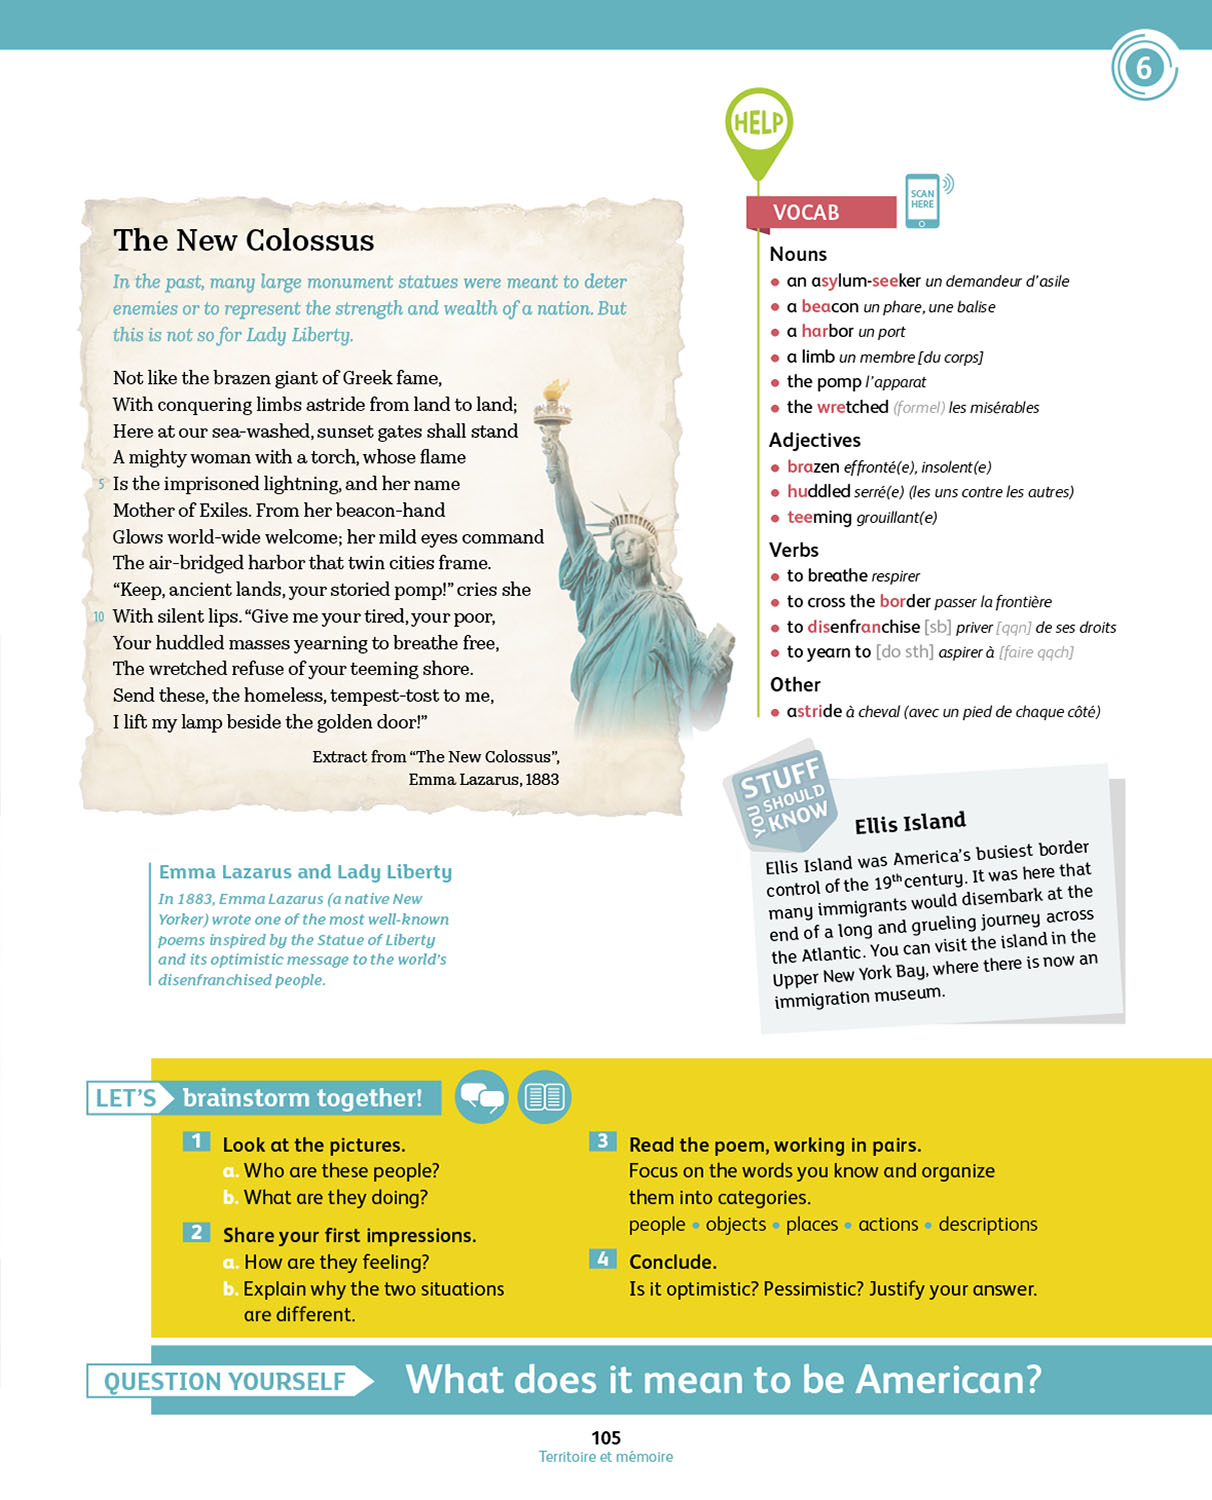 6
HELP
SCAN
HERE
VOCAB
The New Colossus
In the past, many large monument statues were meant to deter
enemies or to represent the strength and wealth of a nation. But
this is not so for Lady Liberty.
Not like the brazen giant of Greek fame,
With conquering limbs astride from land to land;
Here at our sea-washed, sunset gates shall stand
A mighty woman with a torch, whose flame
5 Is the imprisoned lightning, and her name
Mother of Exiles. From her beacon-hand
Glows world-wide welcome; her mild eyes command
The air-bridged harbor that twin cities frame.
“Keep, ancient lands, your storied pomp!” cries she
10 With silent lips. “Give me your tired, your poor,
Your huddled masses yearning to breathe free,
The wretched refuse of your teeming shore.
Send these, the homeless, tempest-tost to me,
I lift my lamp beside the golden door!”
Extract from “The New Colossus”,
Emma Lazarus, 1883
Nouns
• an asylum-seeker un demandeur d’asile
• a beacon un phare, une balise
• a harbor un port
• a limb un membre [du corps]
• the pomp l’apparat
• the wretched (formel) les misérables
Adjectives
• brazen effronté(e), insolent(e)
• huddled serré(e) (les uns contre les autres)
• teeming grouillant(e)
Verbs
• to breathe respirer
• to cross the border passer la frontière
• to disenfranchise [sb] priver [qqn] de ses droits
• to yearn to [do sth] aspirer à [faire qqch]
Other
• astride à cheval (avec un pied de chaque côté)
Emma Lazarus and Lady Liberty
In 1883, Emma Lazarus (a native New
Yorker) wrote one of the most well-known
poems inspired by the Statue of Liberty
and its optimistic message to the world’s
disenfranchised people.
STUFF
YOU SHOULD
KNOW
Ellis Island
Ellis Island was America’s busiest border
control of the 19th century. It was here that
many immigrants would disembark at the
end of a long and grueling journey across
the Atlantic. You can visit the island in the
Upper New York Bay, where there is now an
immigration museum.
LET’S brainstorm together!
1 Look at the pictures.
a. Who are these people?
b. What are they doing?
2 Share your first impressions.
a. How are they feeling?
b. Explain why the two situations
are different.
3 Read the poem, working in pairs.
Focus on the words you know and organize
them into categories.
people • objects • places • actions • descriptions
4 Conclude.
Is it optimistic? Pessimistic? Justify your answer.
QUESTION YOURSELF What does it mean to be American?
105
Territoire et mémoire